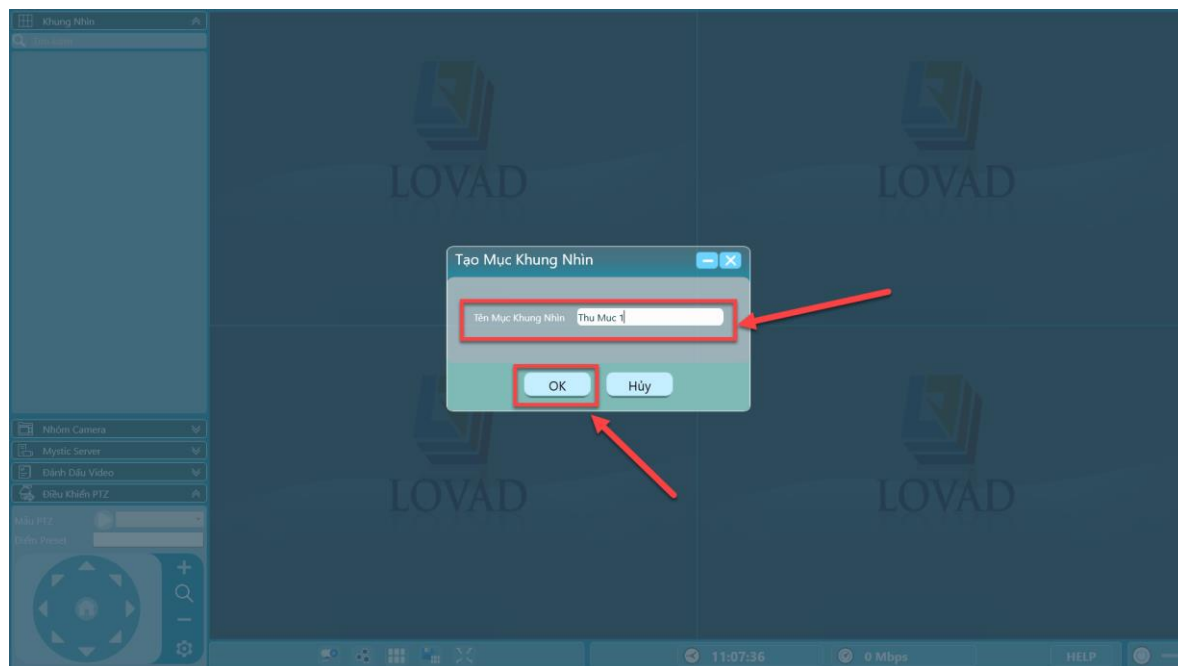 Khung Nhìn
Tìm kiếm
LOVAD
LOVAD
Tạo Mục Khung Nhìn
Tên Mục Khung Nhìn Thu Muc 1
OK Hủy
Nhóm Camera
Mystic Server
Đánh Dấu Video
Điều Khiển PTZ
Mẫu PTZ
Điểm Preset
LOVAD
LOVAD
11:07:36 0 Mbps HELP